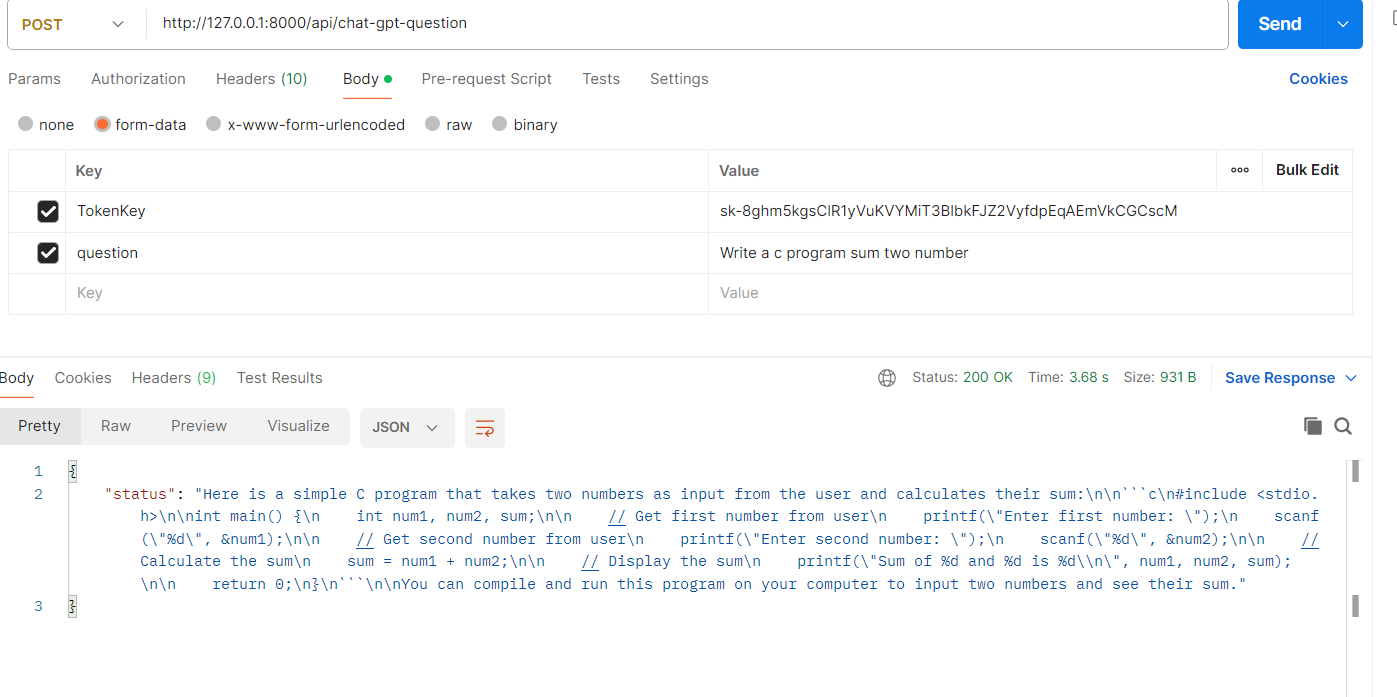 POST
http://127.0.0.1:8000/api/chat-gpt-question
Send
Params Authorization Headers (10) Body Pre-request Script Tests Settings Cookies
none form-data x-www-form-urlencoded raw binary
Key Value ooo Bulk Edit
TokenKey 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
question Write a c program sum two number
Key Value
Body Cookies Headers (9) Test Results Status: 200 OK Time: 3.68 s Size: 931 B Save Response
Pretty Raw Preview Visualize JSON
1 {
2 "status": "Here is a simple C program that takes two numbers as input from the user and calculates their sum:\n\n```c\n#include <stdio.
h>\n\nint main() {\n    int num1, num2, sum;\n\n    // Get first number from user\n    printf(\"Enter first number: \");\n    scanf
(\"%d\", &num1);\n\n    // Get second number from user\n    printf(\"Enter second number: \");\n    scanf(\"%d\", &num2);\n\n    //
Calculate the sum\n    sum = num1 + num2;\n\n    // Display the sum\n    printf(\"Sum of %d and %d is %d\\n\", num1, num2, sum);
\n\n    return 0;\n}\n```\n\nYou can compile and run this program on your computer to input two numbers and see their sum."
3 }